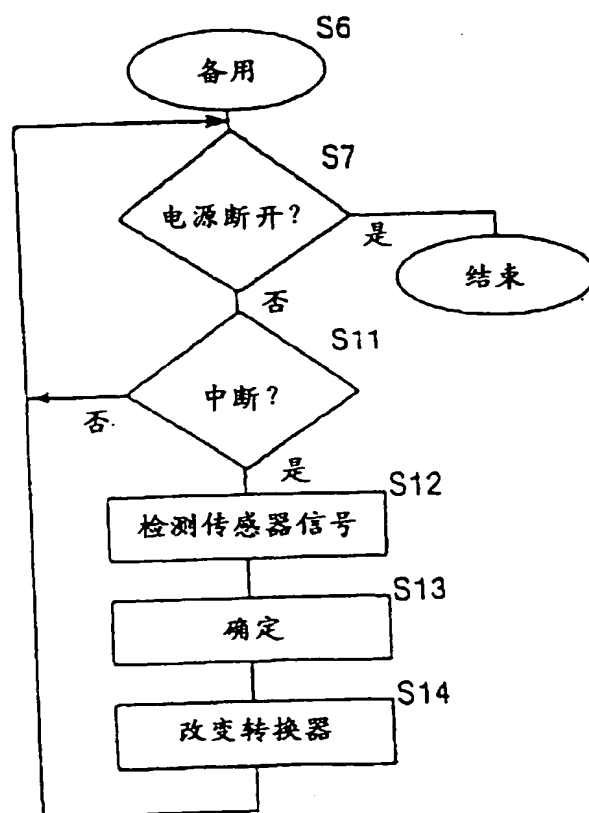 S6
备用
S7
电源断开?
是
结束
否
S11
中断?
否
是
S12
检测传感器信号
S13
确定
S14
改变转换器